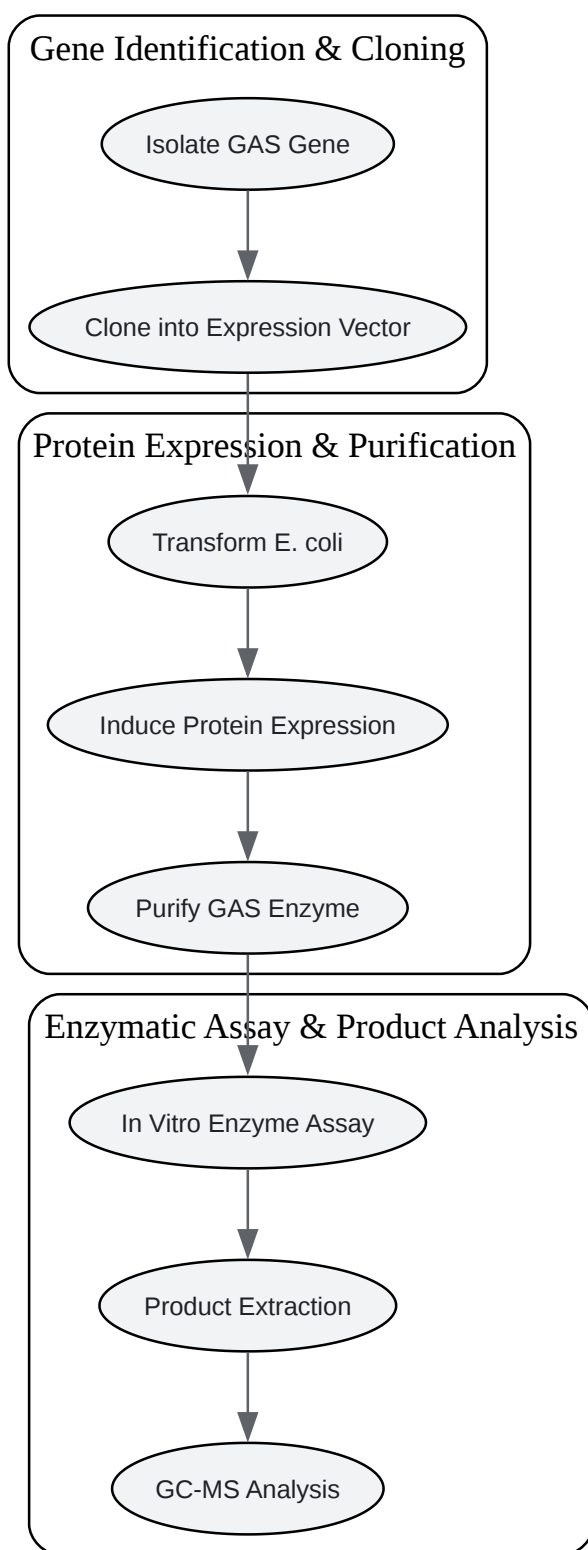 Gene Identification & Cloning
Isolate GAS Gene
Clone into Expression Vector
Protein Expression & Purification
Transform E. coli
Induce Protein Expression
Purify GAS Enzyme
Enzymatic Assay & Product Analysis
In Vitro Enzyme Assay
Product Extraction
GC-MS Analysis